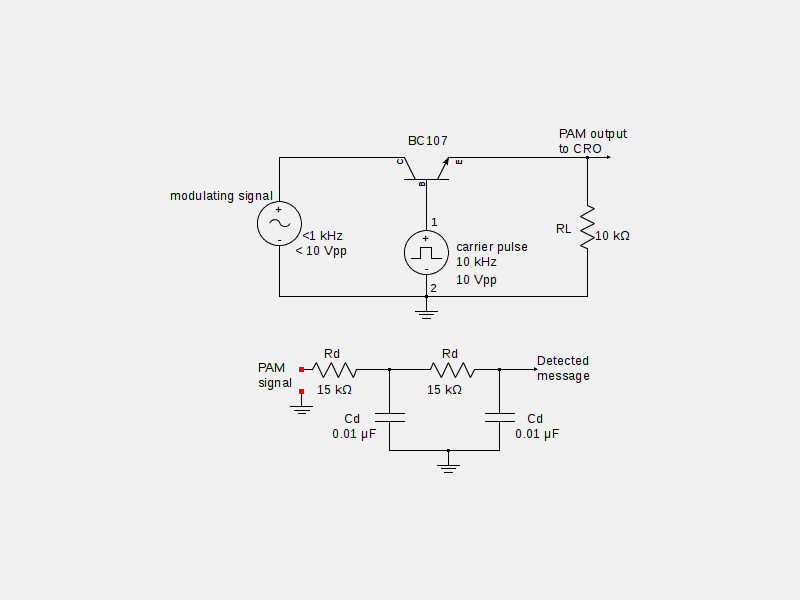 BC107
PAM output
to CRO
C
E
B
modulating signal
+
-
<1 kHz
< 10 Vpp
1
+
-
2
carrier pulse
10 kHz
10 Vpp
RL
10 kΩ
Rd
Rd
PAM
signal
15 kΩ
15 kΩ
Detected
message
Cd
0.01 µF
Cd
0.01 µF